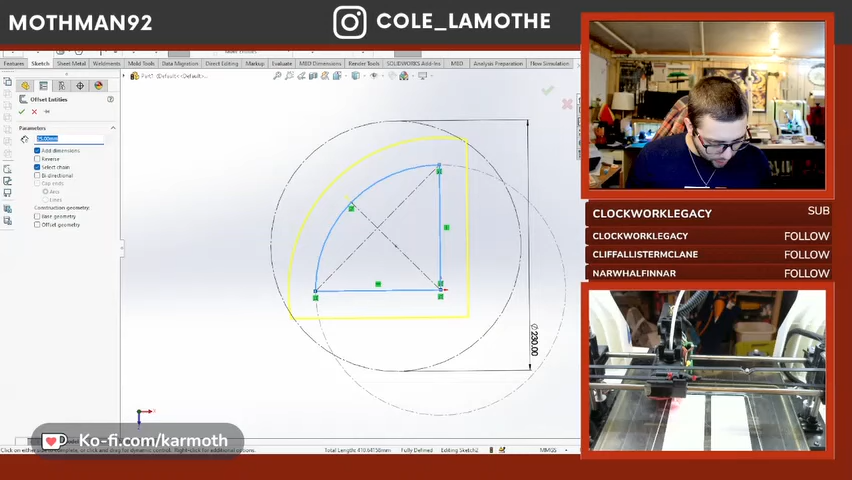 MOTHMAN92
COLE_LAMOTHE
Features Sketch Sheet Metal Weldments Mold Tools Data Migration Direct Editing Markup Evaluate MBD Dimensions Render Tools SOLIDWORKS Add-Ins MBD Analysis Preparation Flow Simulation
Part1 (Default<<Default>...
Offset Entities
Parameters
Add dimensions
Reverse
Select chain
Bi-directional
Cap ends
Arcs
Lines
Construction geometry:
Base geometry
Offset geometry
Ø 230.00
CLOCKWORKLEGACY SUB
CLOCKWORKLEGACY FOLLOW
CLIFFALLISTERMCLANE FOLLOW
NARWHALFINNAR FOLLOW
Ko-fi.com/karmoth
Fully Defined Editing Sketch2 MMGS